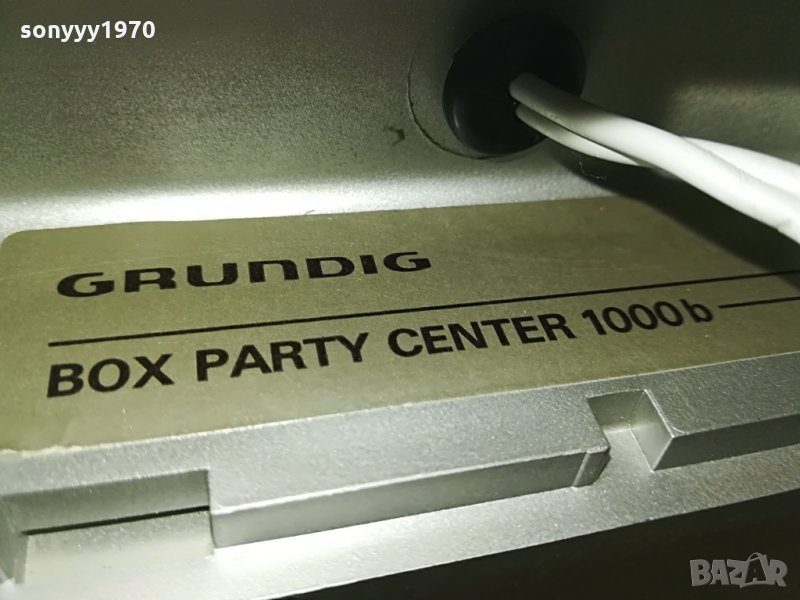 sonyyy1970
GRUNDIG
BOX PARTY CENTER 1000b
BAZAR